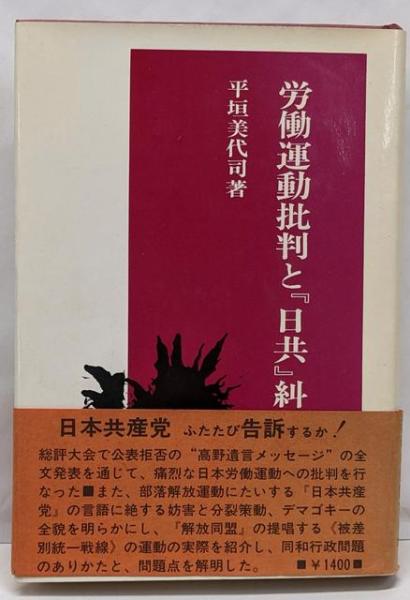 労働運動批判と『日共』糾
平垣美代司著
日本共産党 ふたたび告訴するか!
総評大会で公表拒否の〝高野遺言メッセージ〟の全
文発表を通じて、痛烈な日本労働運動への批判を行
なった■また、部落解放運動にたいする『日本共産
党』の言語に絶する妨害と分裂策動、デマゴギーの
全貌を明らかにし、『解放同盟』の提唱する《被差
別統一戦線》の運動の実際を紹介し、同和行政問題
のありかたと、問題点を解明した。 ■¥1400■